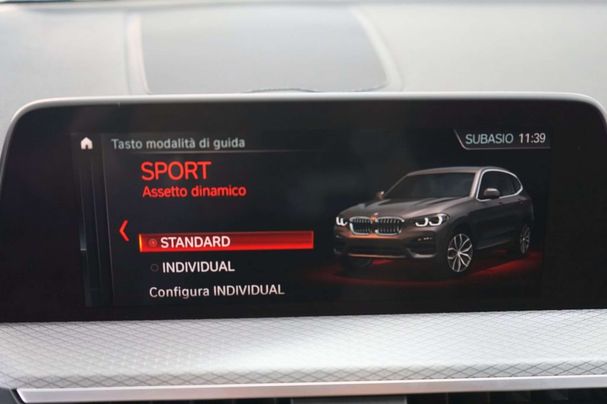 Tasto modalità di guida
SUBASIO 11:39
SPORT
Assetto dinamico
STANDARD
INDIVIDUAL
Configura INDIVIDUAL